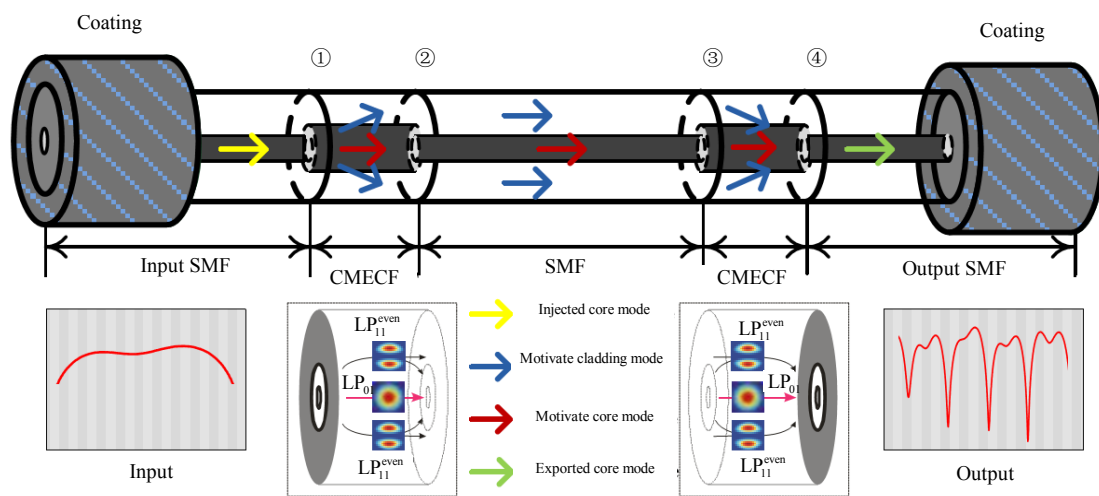 Coating
① ② ③ ④
Coating
Input SMF
CMECF
SMF
CMECF
Output SMF
LP₁₁ᵉᵛᵉⁿ
LP₀₁
LP₁₁ᵉᵛᵉⁿ
Injected core mode
Motivate cladding mode
Motivate core mode
Exported core mode
LP₁₁ᵉᵛᵉⁿ
LP₀₁
LP₁₁ᵉᵛᵉⁿ
Input
Output